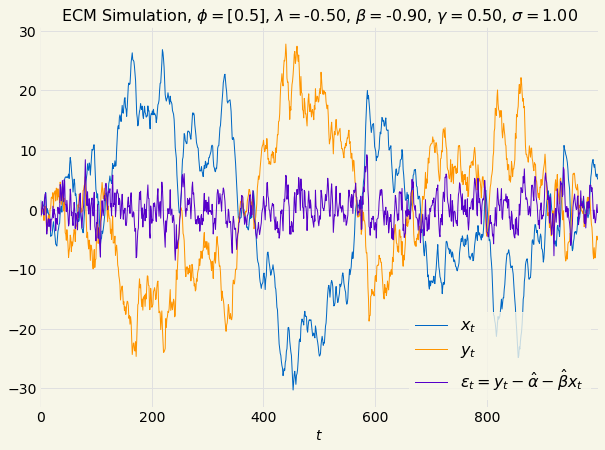 ECM Simulation, ϕ = [0.5], λ = -0.50, β = -0.90, γ = 0.50, σ = 1.00
30
20
10
0
−10
−20
−30
x_t
y_t
ε_t = y_t − α̂ − β̂x_t
0 200 400 600 800
t